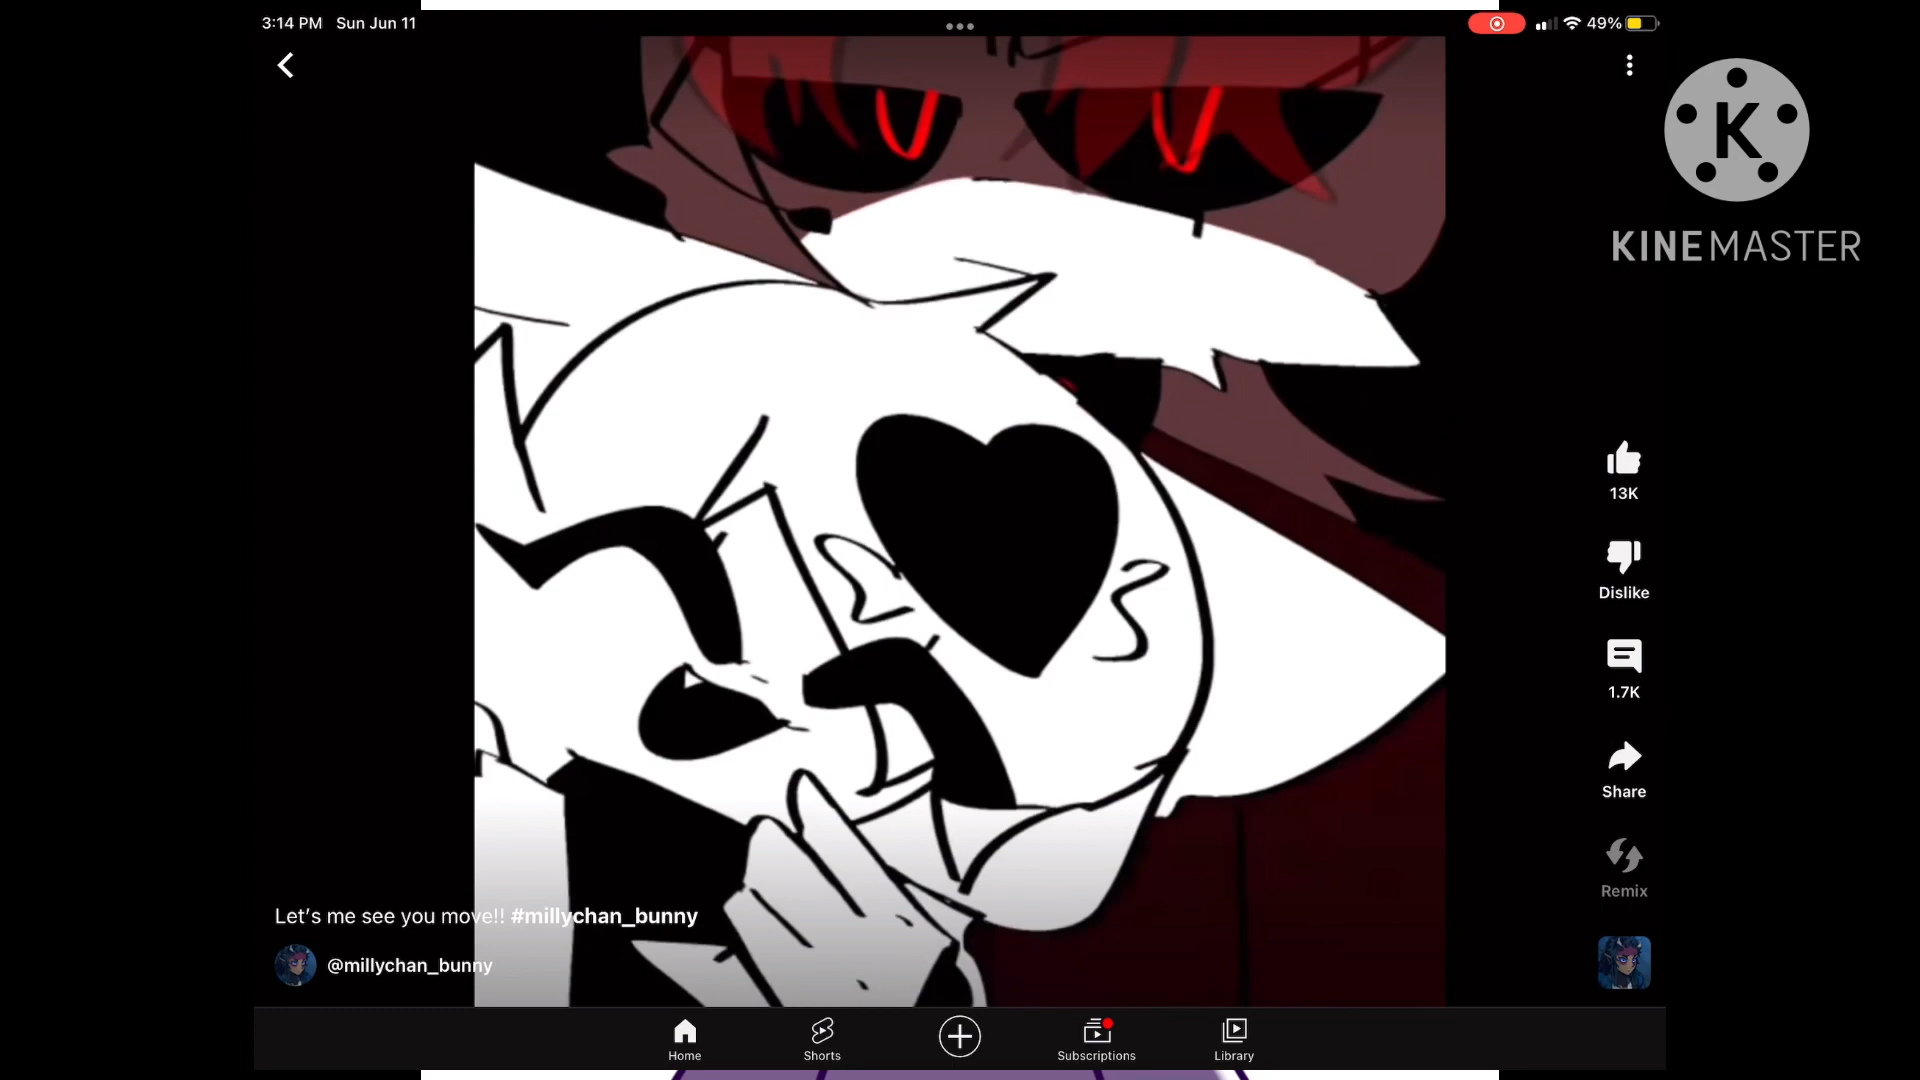 3:14 PM Sun Jun 11
49%
K
KINEMASTER
13K
Dislike
1.7K
Share
Remix
Let's me see you move!! #millychan_bunny
@millychan_bunny
Home
Shorts
Subscriptions
Library